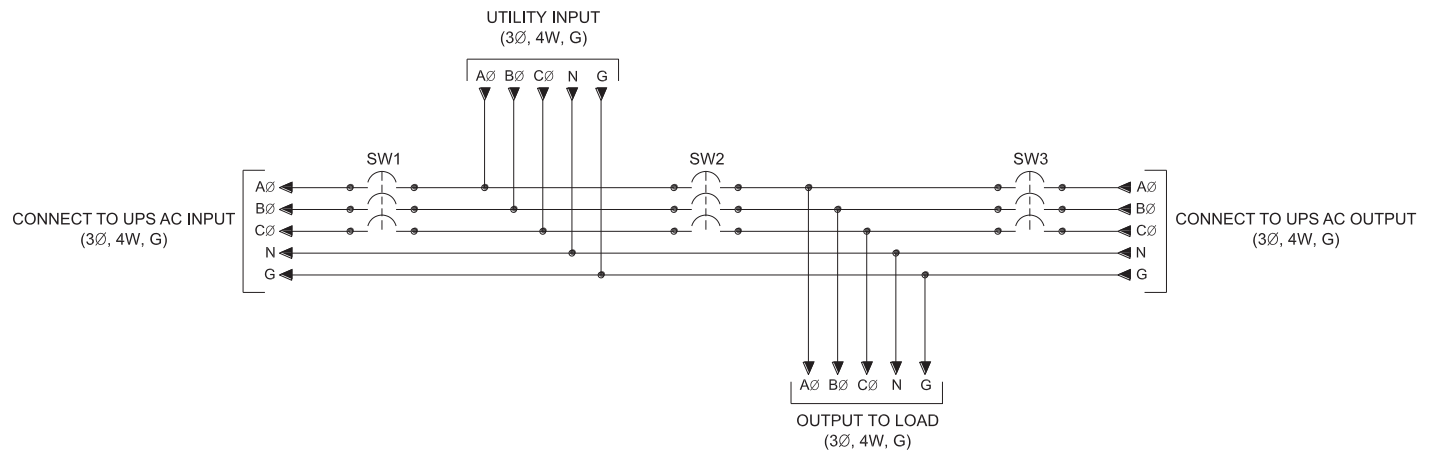 UTILITY INPUT
(3Ø, 4W, G)
AØ BØ CØ N G
SW1 SW2 SW3
CONNECT TO UPS AC INPUT
(3Ø, 4W, G)
AØ
BØ
CØ
N
G
AØ
BØ
CØ
N
G
CONNECT TO UPS AC OUTPUT
(3Ø, 4W, G)
AØ BØ CØ N G
OUTPUT TO LOAD
(3Ø, 4W, G)